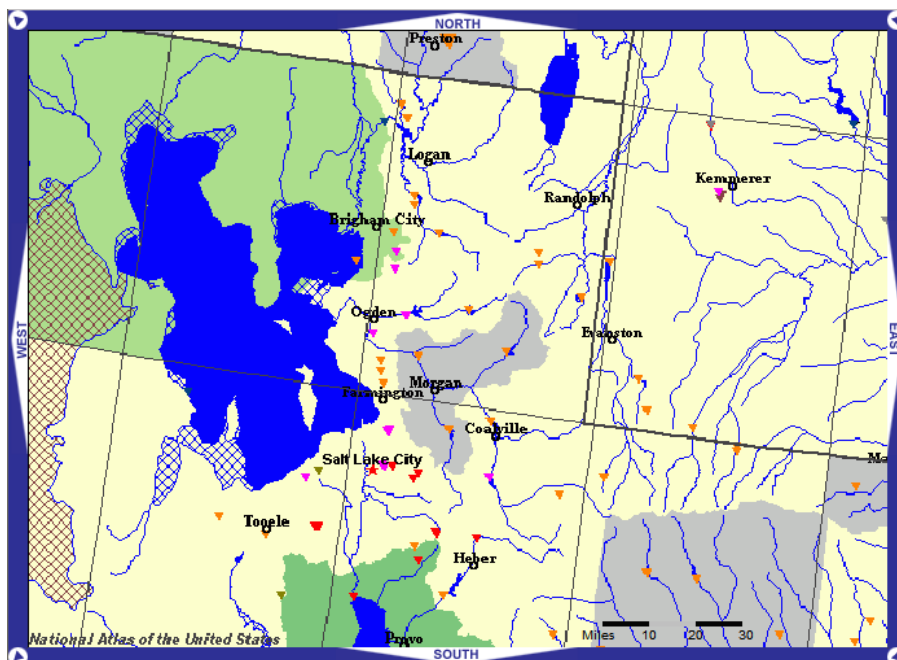 NORTH
Preston
Logan
Kemmerer
Randolph
Brigham City
Ogden
Evanston
WEST
EAST
Morgan
Farmington
Coalville
Salt Lake City
Tooele
Heber
National Atlas of the United States
Provo
Miles 10 20 30
SOUTH